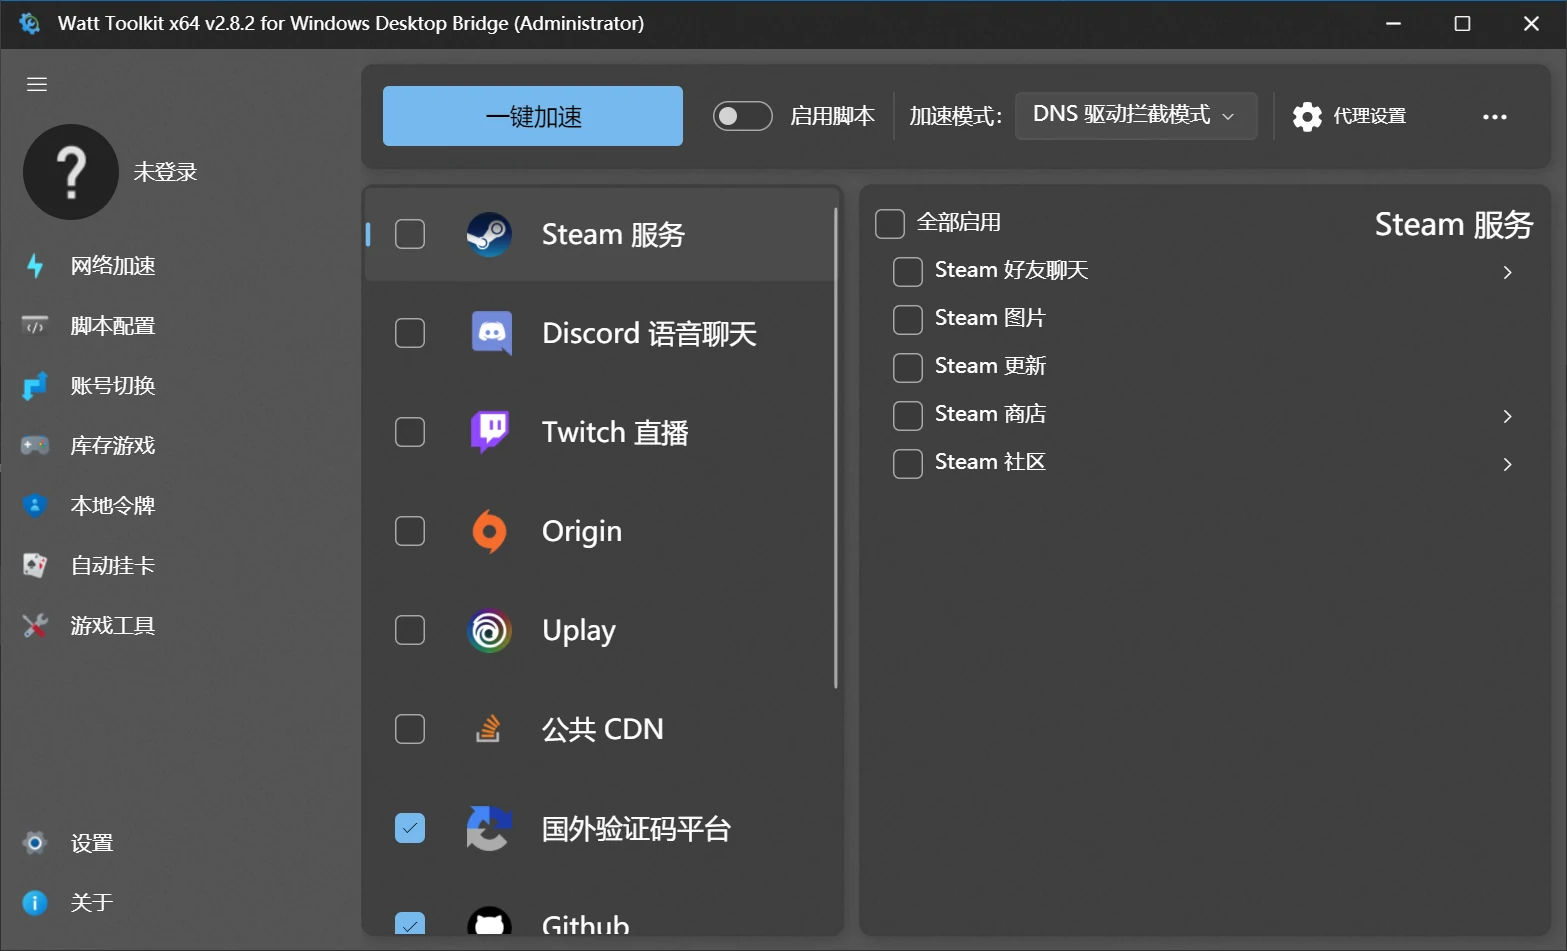 Watt Toolkit x64 v2.8.2 for Windows Desktop Bridge (Administrator)
未登录
网络加速
脚本配置
账号切换
库存游戏
本地令牌
自动挂卡
游戏工具
设置
关于
一键加速
启用脚本
加速模式：
DNS 驱动拦截模式
代理设置
Steam 服务
Discord 语音聊天
Twitch 直播
Origin
Uplay
公共 CDN
国外验证码平台
Github
全部启用
Steam 服务
Steam 好友聊天
Steam 图片
Steam 更新
Steam 商店
Steam 社区